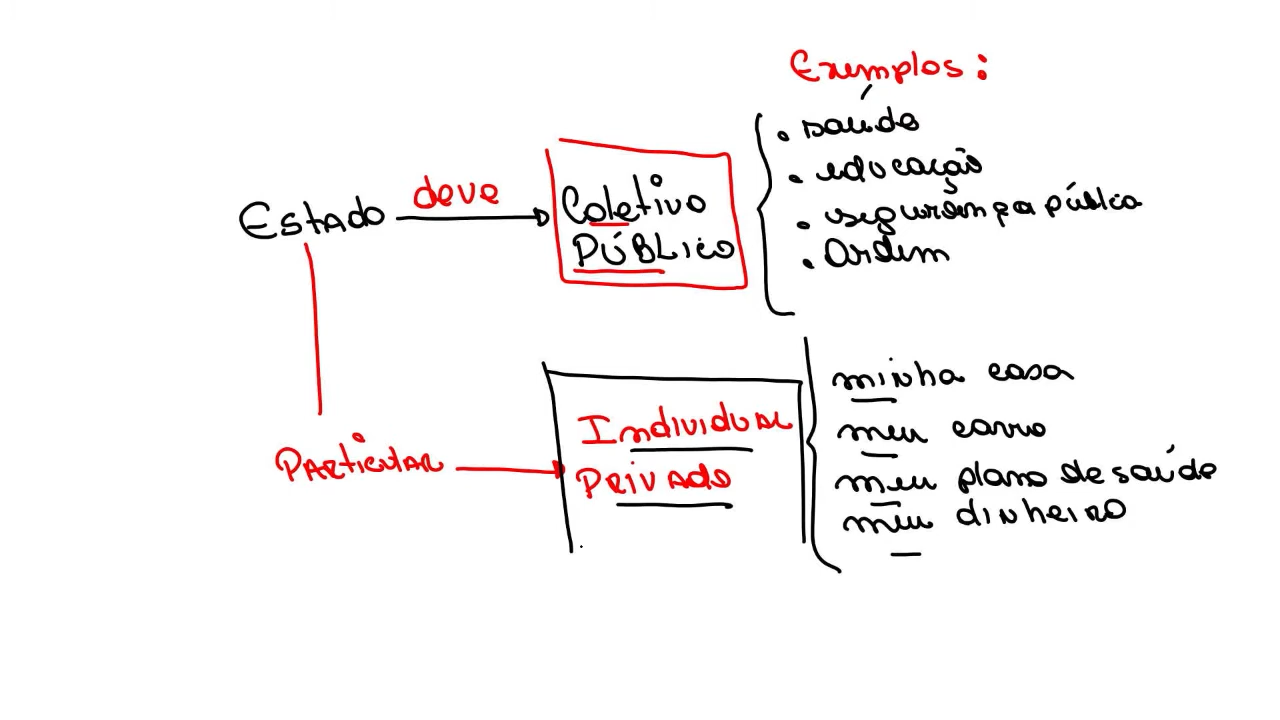 Exemplos:
• saúde
• educação
• segurança pública
• Ordem
Estado deve Coletivo
PÚBLICO
Particular Individual
Privado
minha casa
meu carro
meu plano de saúde
meu dinheiro